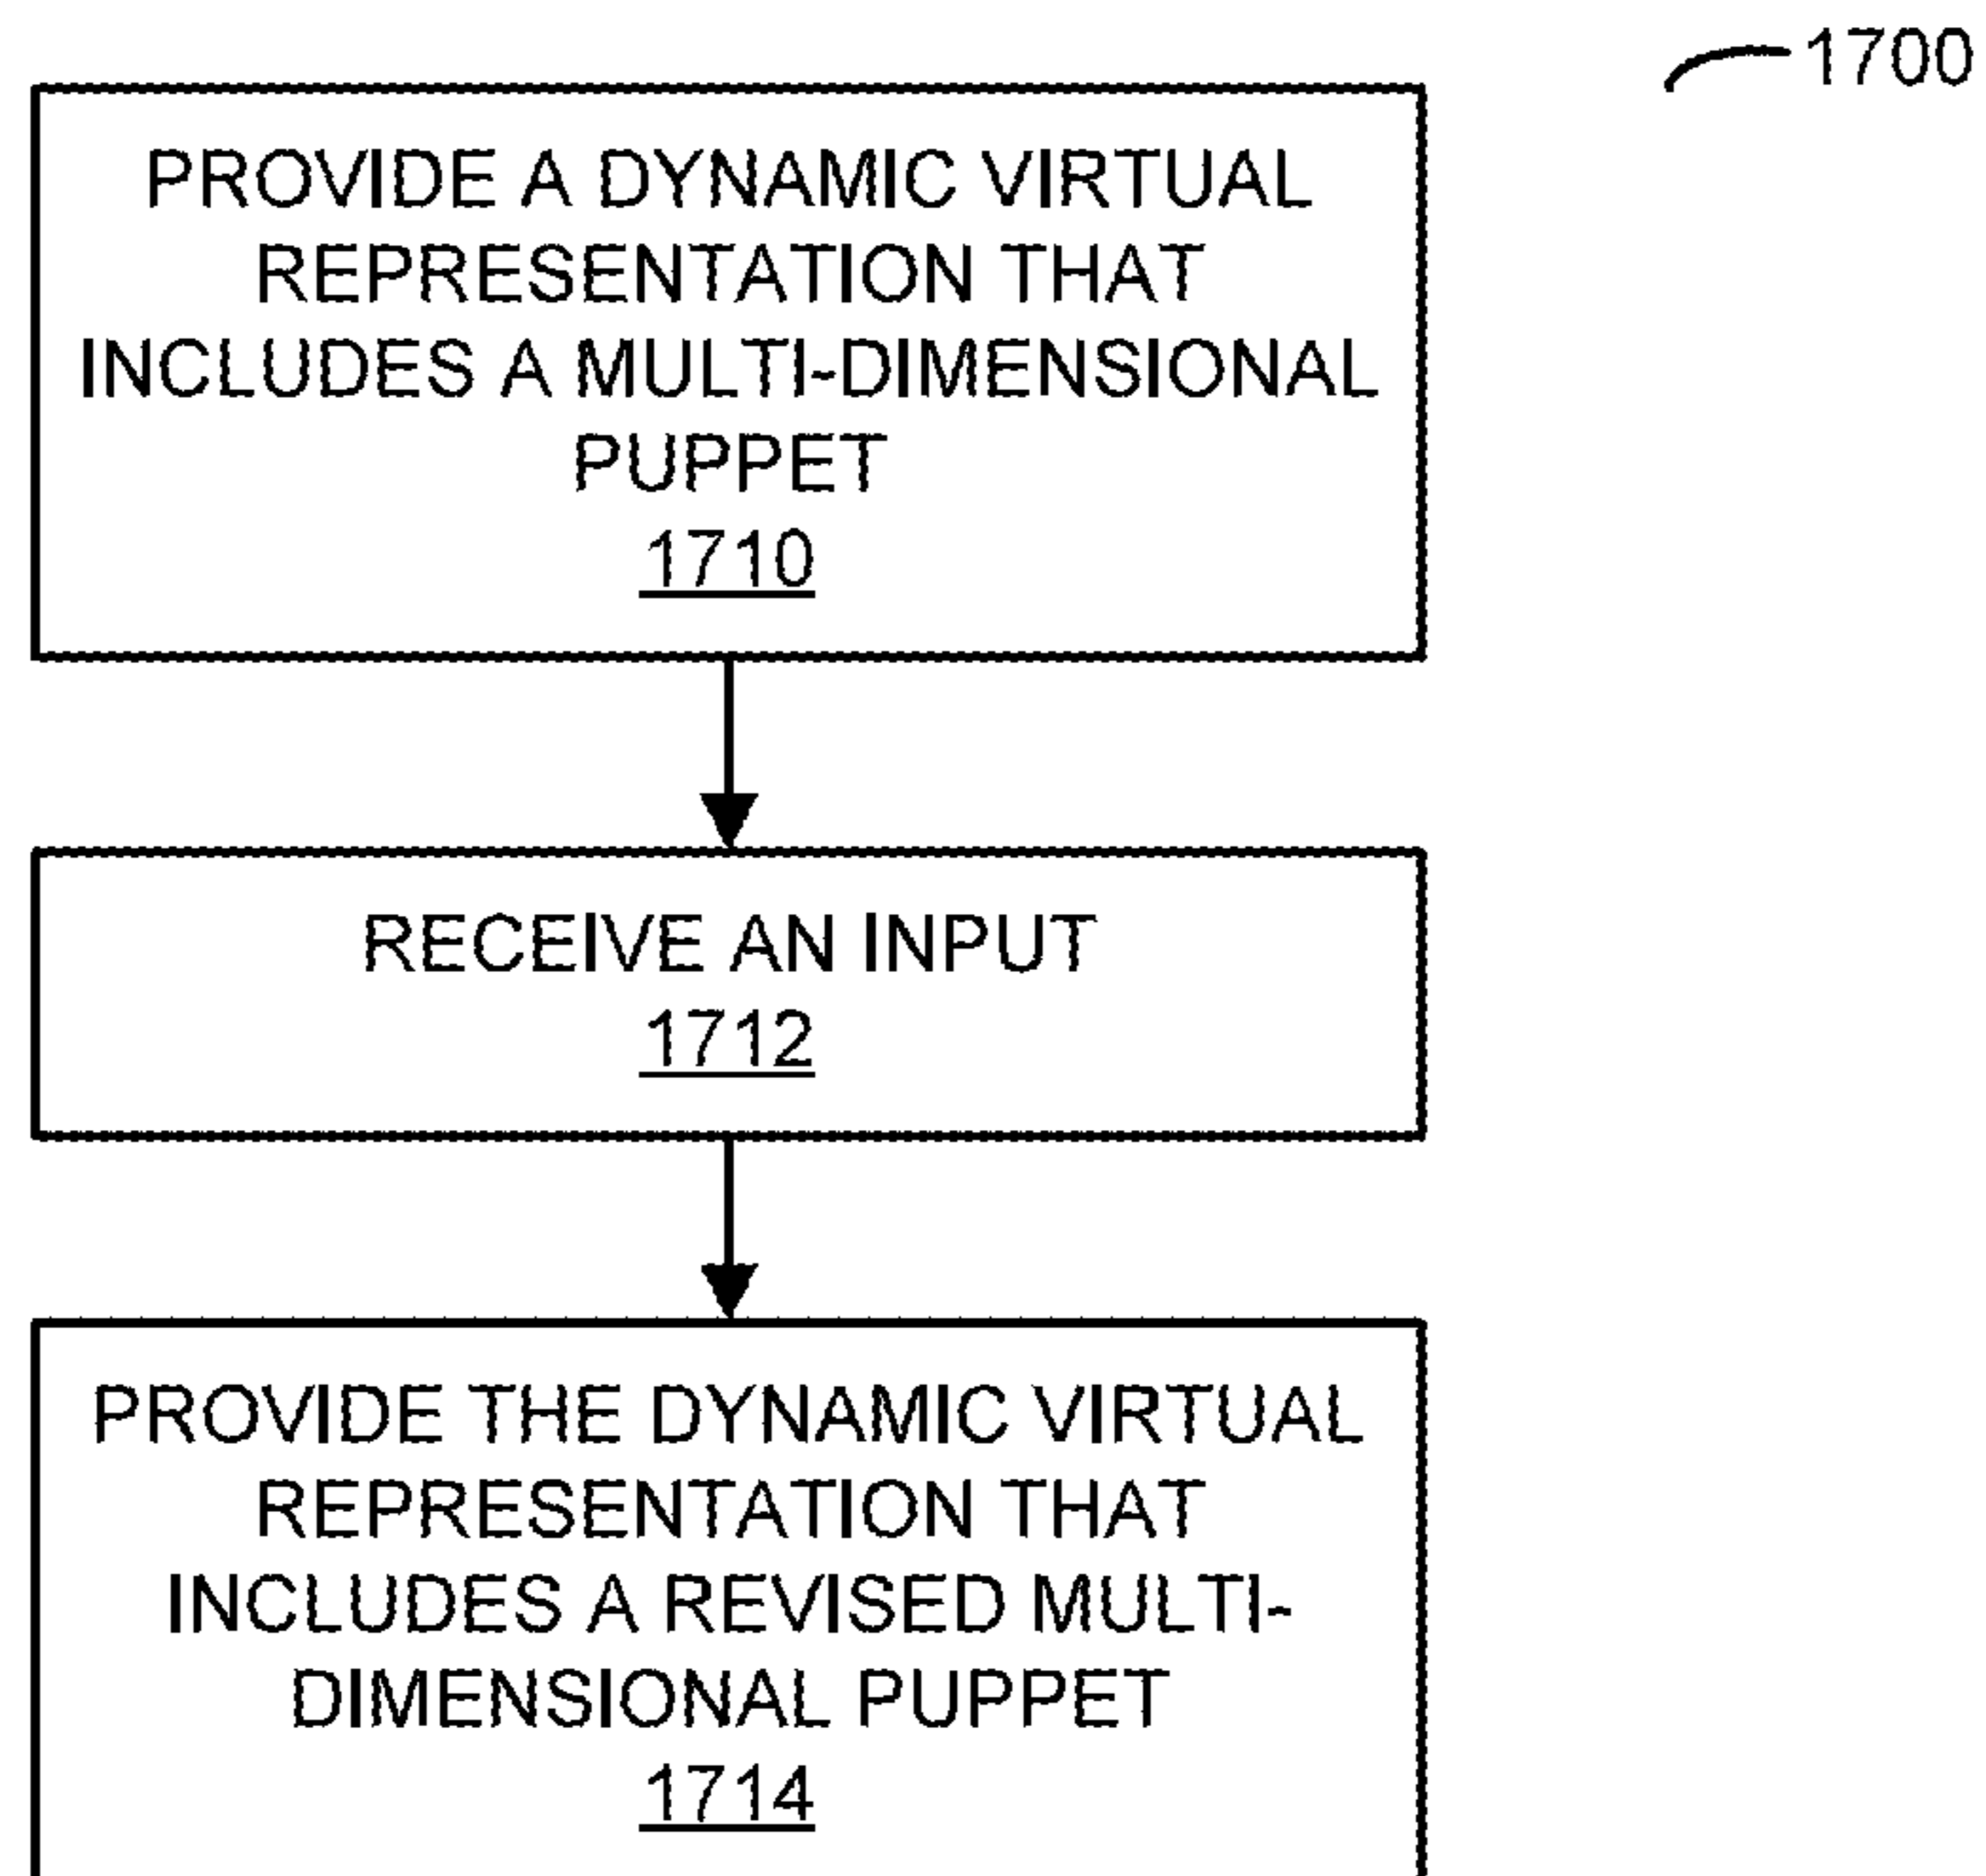 1700
PROVIDE A DYNAMIC VIRTUAL
REPRESENTATION THAT
INCLUDES A MULTI-DIMENSIONAL
PUPPET
1710
RECEIVE AN INPUT
1712
PROVIDE THE DYNAMIC VIRTUAL
REPRESENTATION THAT
INCLUDES A REVISED MULTI-
DIMENSIONAL PUPPET
1714